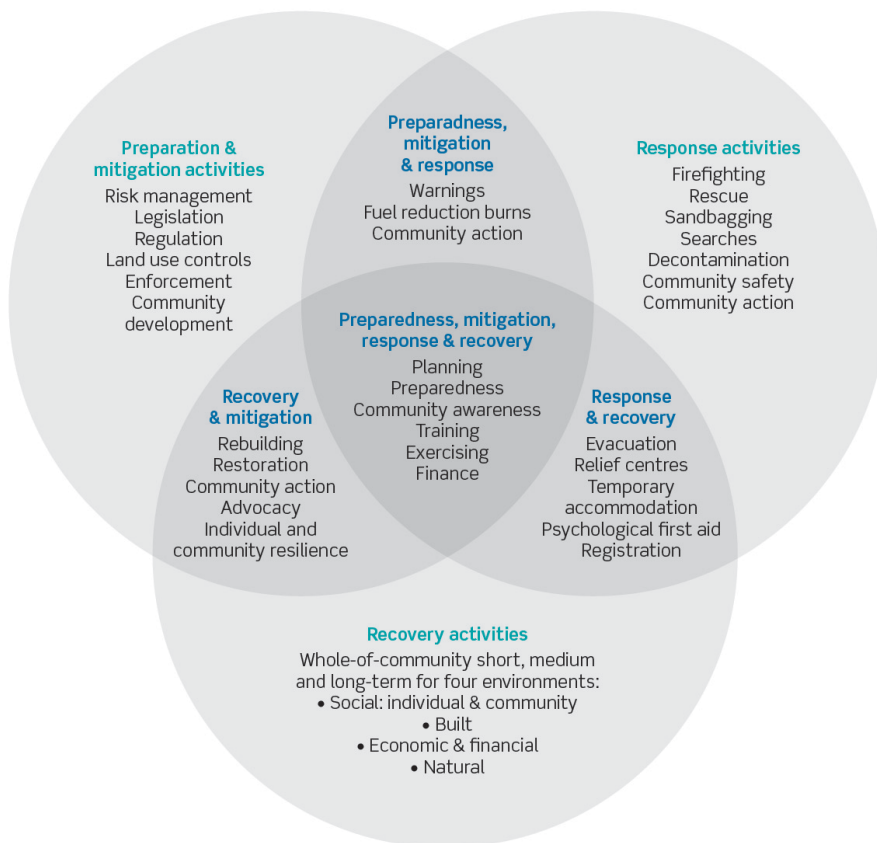 Preparation &
mitigation activities
Risk management
Legislation
Regulation
Land use controls
Enforcement
Community
development
Preparadness,
mitigation
& response
Warnings
Fuel reduction burns
Community action
Response activities
Firefighting
Rescue
Sandbagging
Searches
Decontamination
Community safety
Community action
Preparedness, mitigation,
response & recovery
Planning
Preparedness
Community awareness
Training
Exercising
Finance
Recovery
& mitigation
Rebuilding
Restoration
Community action
Advocacy
Individual and
community resilience
Response
& recovery
Evacuation
Relief centres
Temporary
accommodation
Psychological first aid
Registration
Recovery activities
Whole-of-community short, medium
and long-term for four environments:
• Social: individual & community
• Built
• Economic & financial
• Natural